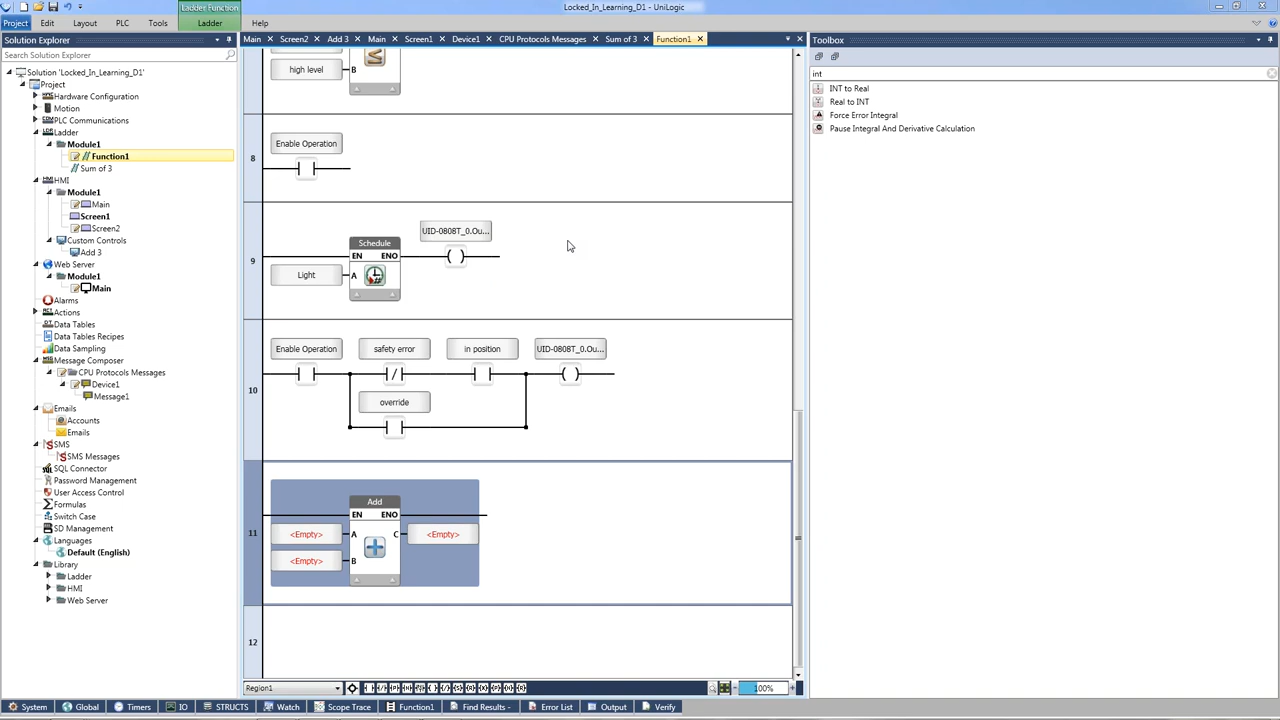 Ladder Function
Locked_In_Learning_D1 - UniLogic
Project Edit Layout PLC Tools Ladder Help
Solution Explorer
Search Solution Explorer
Solution 'Locked_In_Learning_D1'
Project
Hardware Configuration
Motion
PLC Communications
Ladder
Module1
Function1
Sum of 3
HMI
Module1
Main
Screen1
Screen2
Custom Controls
Add 3
Web Server
Module1
Main
Alarms
Actions
Data Tables
Data Tables Recipes
Data Sampling
Message Composer
CPU Protocols Messages
Device1
Message1
Emails
Accounts
Emails
SMS
SMS Messages
SQL Connector
Password Management
User Access Control
Formulas
Switch Case
SD Management
Languages
Default (English)
Library
Ladder
HMI
Web Server
Main Screen2 Add 3 Main Screen1 Device1 CPU Protocols Messages Sum of 3 Function1
high level B
8
Enable Operation
9
Schedule
EN ENO
Light A
UID-0808T_0.Ou...
10
Enable Operation safety error in position UID-0808T_0.Ou...
override
11
Add
EN ENO
<Empty> A C <Empty>
<Empty> B
12
Region1
100%
Toolbox
int
INT to Real
Real to INT
Force Error Integral
Pause Integral And Derivative Calculation
System Global Timers IO STRUCTS Watch Scope Trace Function1 Find Results - Error List Output Verify